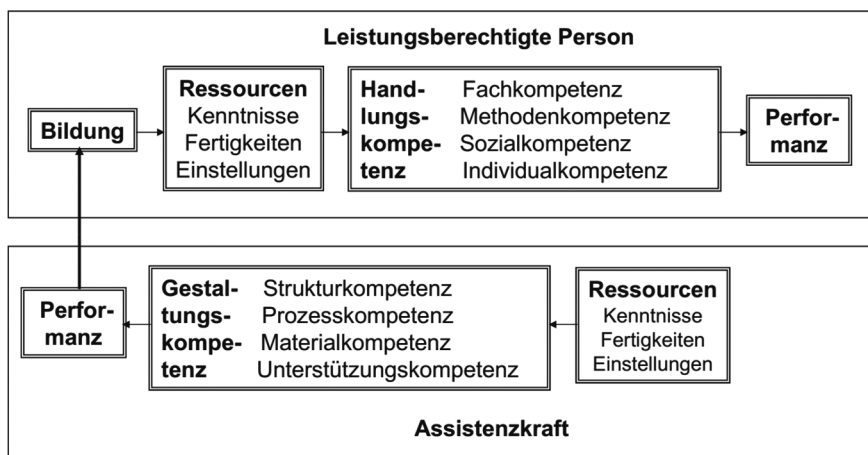 Leistungsberechtigte Person
Bildung
Ressourcen
Kenntnisse
Fertigkeiten
Einstellungen
Hand- Fachkompetenz
lungs- Methodenkompetenz
kompe- Sozialkompetenz
tenz Individualkompetenz
Perfor-
manz
Perfor-
manz
Gestal- Strukturkompetenz
tungs- Prozesskompetenz
kompe- Materialkompetenz
tenz Unterstützungskompetenz
Ressourcen
Kenntnisse
Fertigkeiten
Einstellungen
Assistenzkraft